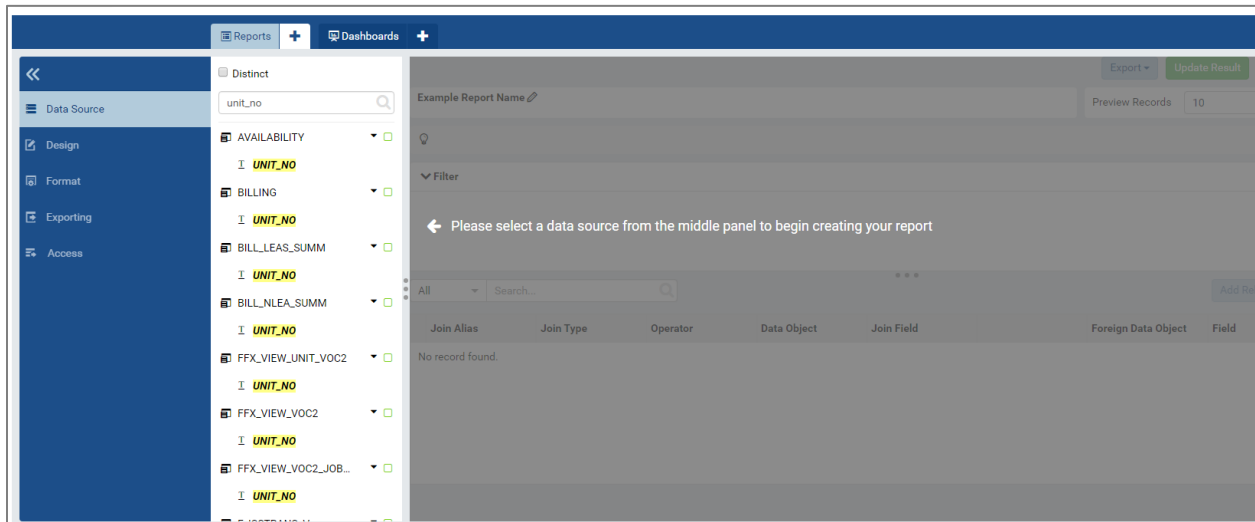 Reports
Dashboards
Distinct
unit_no
Data Source
Design
Format
Exporting
Access
AVAILABILITY
UNIT_NO
BILLING
UNIT_NO
BILL_LEAS_SUMM
UNIT_NO
BILL_NLEA_SUMM
UNIT_NO
FFX_VIEW_UNIT_VOC2
UNIT_NO
FFX_VIEW_VOC2
UNIT_NO
FFX_VIEW_VOC2_JOB...
UNIT_NO
Export
Update Result
Example Report Name
Preview Records 10
Filter
Please select a data source from the middle panel to begin creating your report
All Search...
Add Re
Join Alias Join Type Operator Data Object Join Field Foreign Data Object Field
No record found.